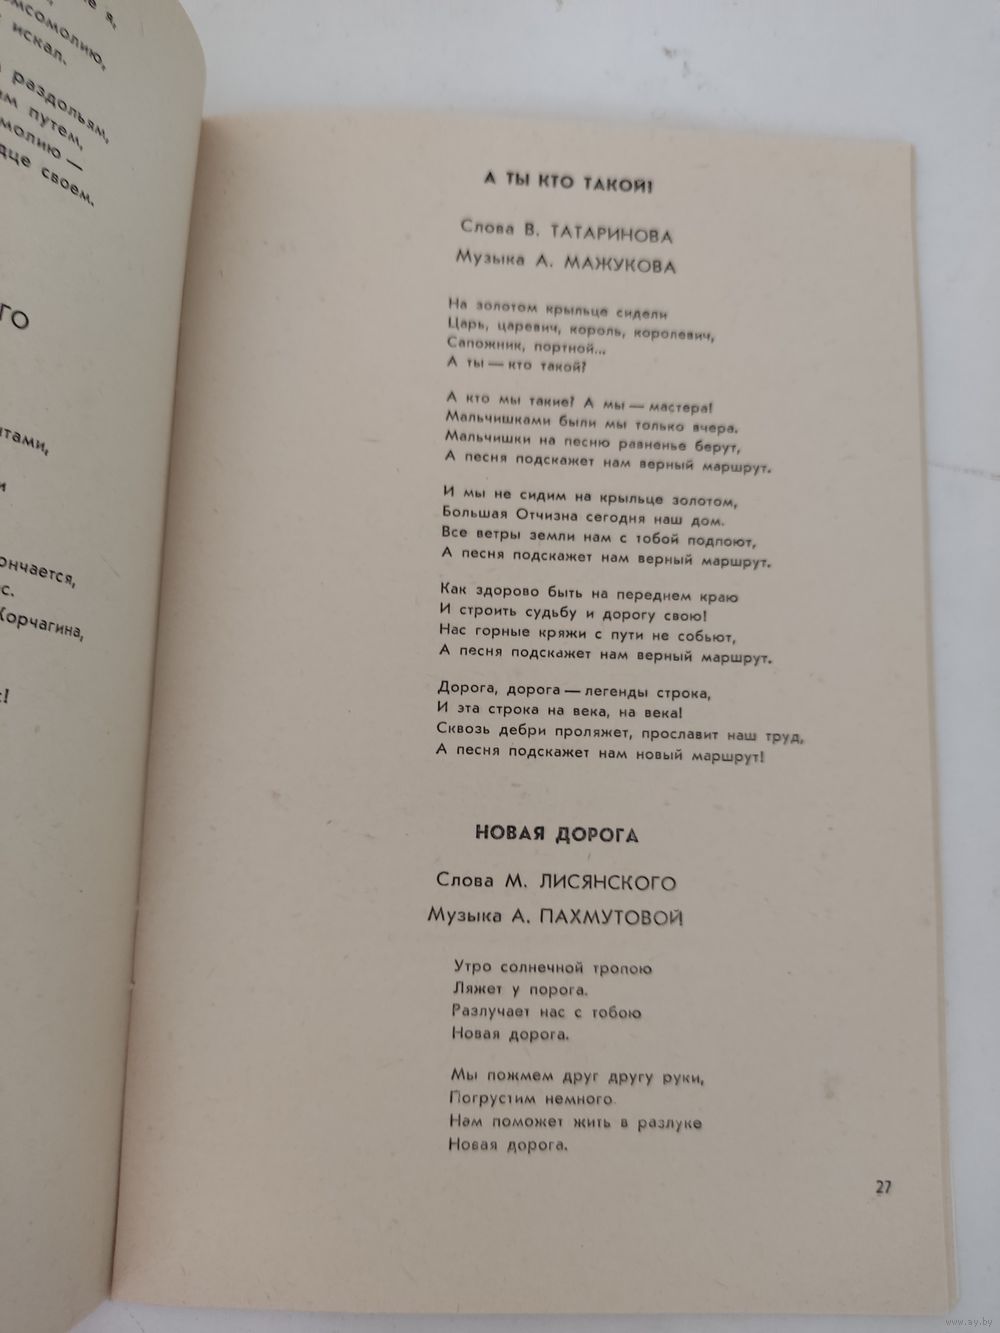 я,
искал.
раздольям,
путем,
своем.
А ТЫ КТО ТАКОЙ?
Слова В. ТАТАРИНОВА
Музыка А. МАЖУКОВА
На золотом крыльце сидели
Царь, царевич, король, королевич,
Сапожник, портной...
А ты — кто такой?
А кто мы такие? А мы — мастера!
Мальчишками были мы только вчера.
Мальчишки на песню равненье берут,
А песня подскажет нам верный маршрут.
И мы не сидим на крыльце золотом,
Большая Отчизна сегодня наш дом.
Все ветры земли нам с тобой подпоют,
А песня подскажет нам верный маршрут.
Как здорово быть на переднем краю
И строить судьбу и дорогу свою!
Нас горные кряжи с пути не собьют,
А песня подскажет нам верный маршрут.
Дорога, дорога — легенды строка,
И эта строка на века, на века!
Сквозь дебри проляжет, прославит наш труд,
А песня подскажет нам новый маршрут!
НОВАЯ ДОРОГА
Слова М. ЛИСЯНСКОГО
Музыка А. ПАХМУТОВОЙ
Утро солнечной тропою
Ляжет у порога.
Разлучает нас с тобою
Новая дорога.
Мы пожмем друг другу руки,
Погрустим немного.
Нам поможет жить в разлуке
Новая дорога.
27
www.ay.by